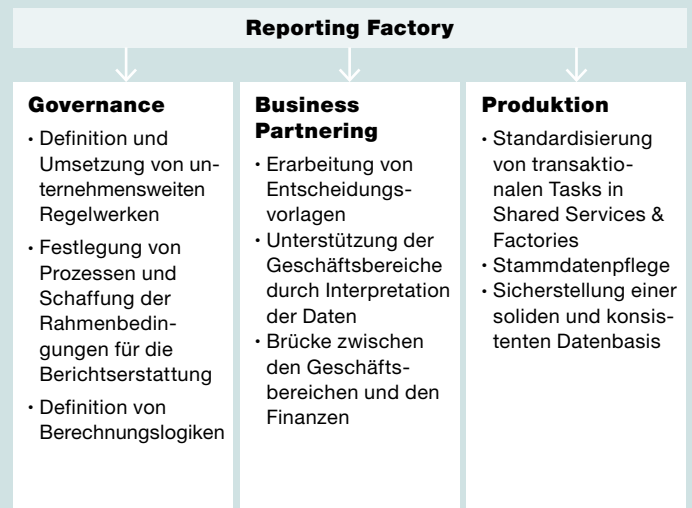 Reporting Factory
Governance
· Definition und
Umsetzung von un-
ternehmensweiten
Regelwerken
· Festlegung von
Prozessen und
Schaffung der
Rahmenbedin-
gungen für die
Berichtserstattung
· Definition von
Berechnungslogiken
Business
Partnering
· Erarbeitung von
Entscheidungs-
vorlagen
· Unterstützung der
Geschäftsbereiche
durch Interpretation
der Daten
· Brücke zwischen
den Geschäfts-
bereichen und den
Finanzen
Produktion
· Standardisierung
von transaktio-
nalen Tasks in
Shared Services &
Factories
· Stammdatenpflege
· Sicherstellung einer
soliden und konsis-
tenten Datenbasis